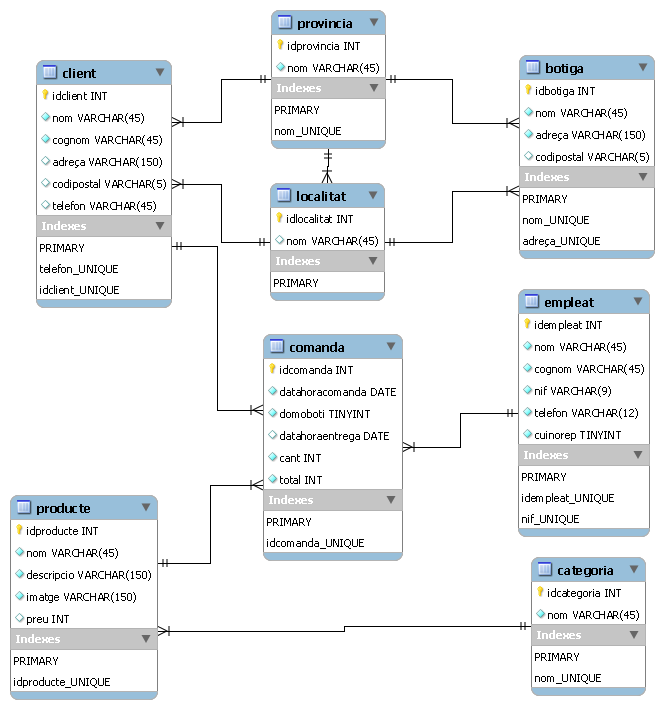 provincia
idprovincia INT
nom VARCHAR(45)
Indexes
PRIMARY
nom_UNIQUE
client
idclient INT
nom VARCHAR(45)
cognom VARCHAR(45)
adreça VARCHAR(150)
codipostal VARCHAR(5)
telefon VARCHAR(45)
Indexes
PRIMARY
telefon_UNIQUE
idclient_UNIQUE
botiga
idbotiga INT
nom VARCHAR(45)
adreça VARCHAR(150)
codipostal VARCHAR(5)
Indexes
PRIMARY
nom_UNIQUE
adreça_UNIQUE
localitat
idlocalitat INT
nom VARCHAR(45)
Indexes
PRIMARY
empleat
idempleat INT
nom VARCHAR(45)
cognom VARCHAR(45)
nif VARCHAR(9)
telefon VARCHAR(12)
cuinorep TINYINT
Indexes
PRIMARY
idempleat_UNIQUE
nif_UNIQUE
comanda
idcomanda INT
datahoracomanda DATE
domoboti TINYINT
datahoraentrega DATE
cant INT
total INT
Indexes
PRIMARY
idcomanda_UNIQUE
producte
idproducte INT
nom VARCHAR(45)
descripcio VARCHAR(150)
imatge VARCHAR(150)
preu INT
Indexes
PRIMARY
idproducte_UNIQUE
categoria
idcategoria INT
nom VARCHAR(45)
Indexes
PRIMARY
nom_UNIQUE